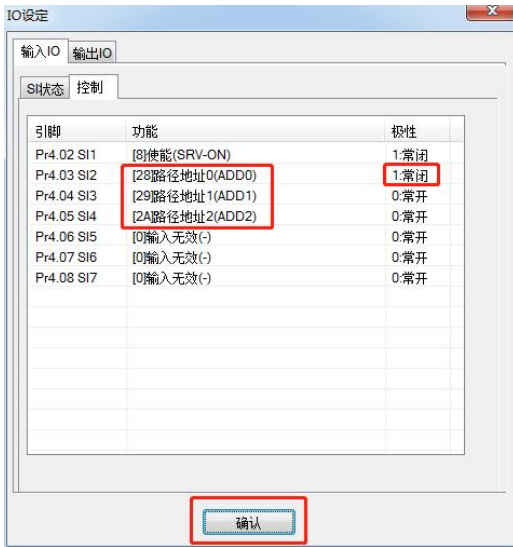 IO设定
输入IO 输出IO
SI状态 控制
引脚 功能 极性
Pr4.02 SI1 [8]使能(SRV-ON) 1:常闭
Pr4.03 SI2 [28]路径地址0(ADD0) 1:常闭
Pr4.04 SI3 [29]路径地址1(ADD1) 0:常开
Pr4.05 SI4 [2A]路径地址2(ADD2) 0:常开
Pr4.06 SI5 [0]输入无效(-) 0:常开
Pr4.07 SI6 [0]输入无效(-) 0:常开
Pr4.08 SI7 [0]输入无效(-) 0:常开
确认